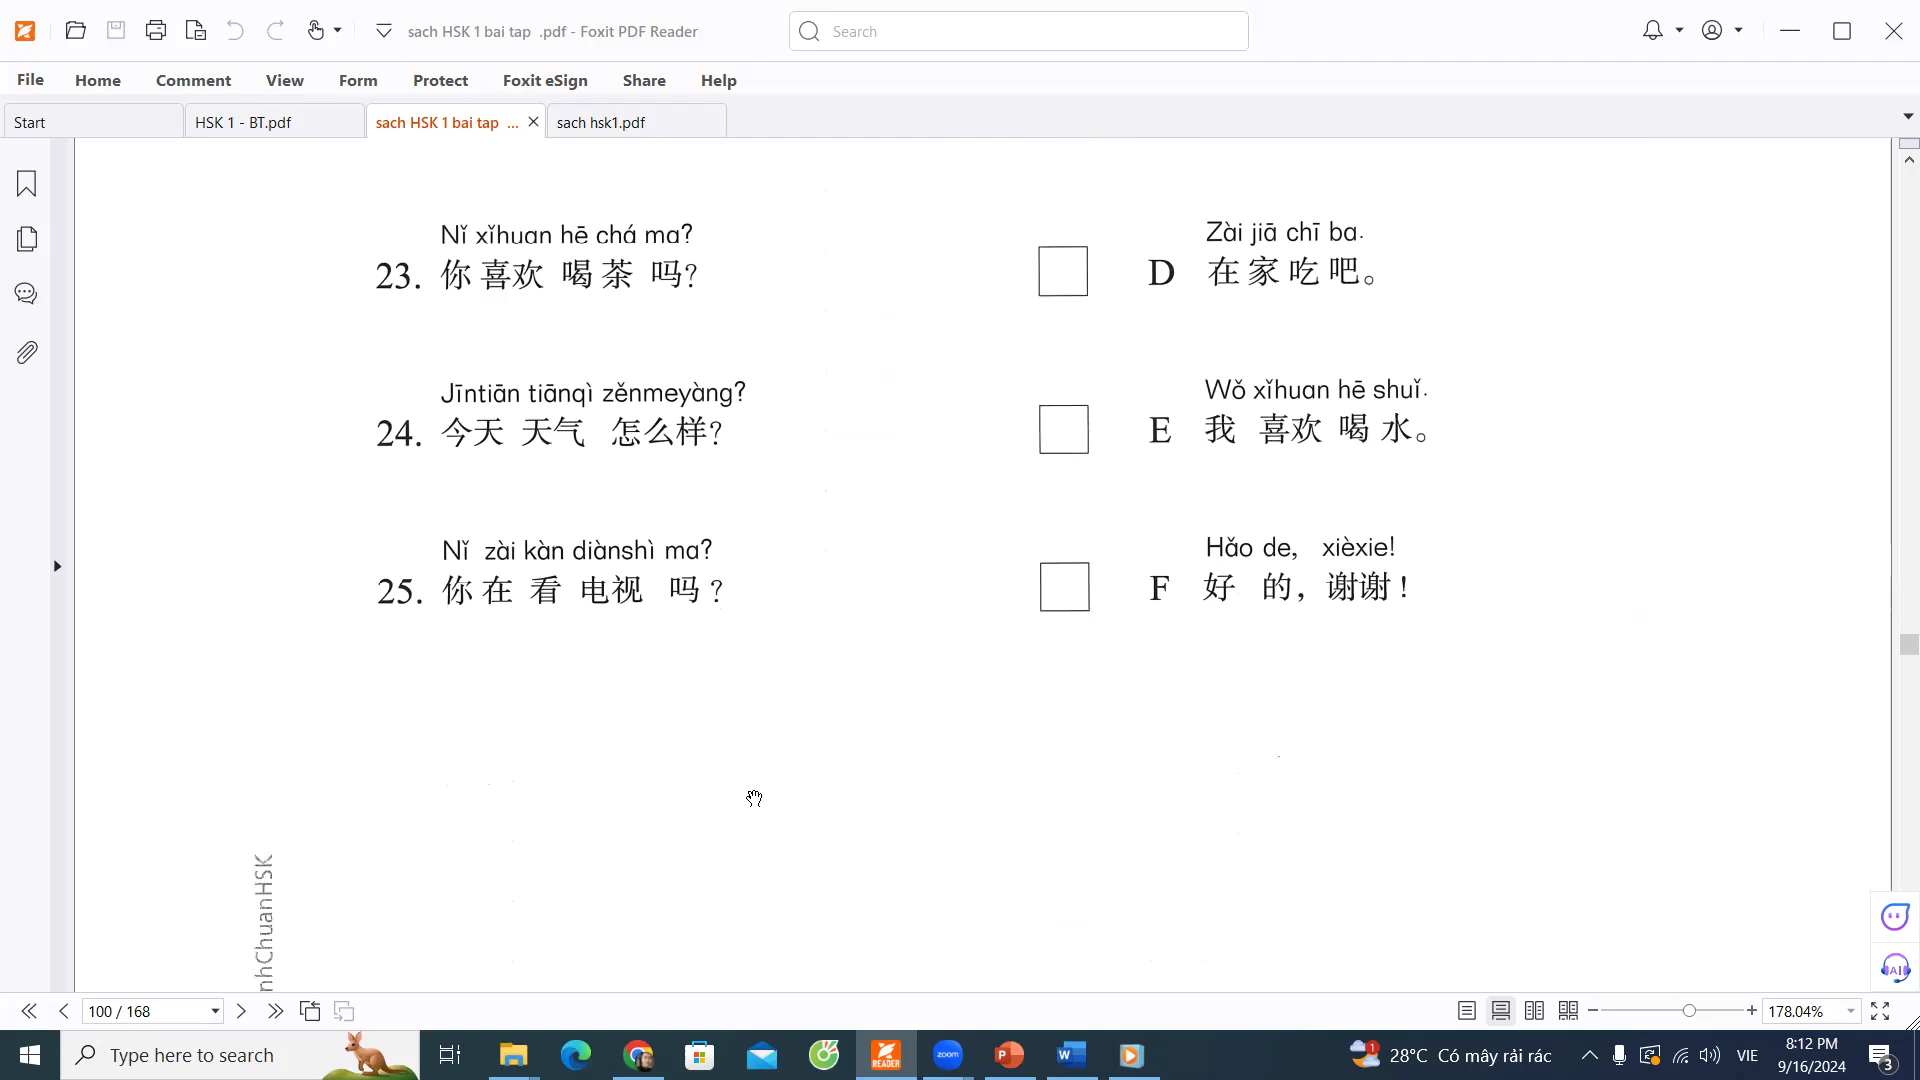 sach HSK 1 bai tap .pdf - Foxit PDF Reader
Search
File Home Comment View Form Protect Foxit eSign Share Help
Start
HSK 1 - BT.pdf
sach HSK 1 bai tap ...
sach hsk1.pdf
Nǐ xǐhuan hē chá ma?
23. 你 喜欢 喝 茶 吗?
Zài jiā chī ba.
D 在 家 吃 吧。
Jīntiān tiānqì zěnmeyàng?
24. 今天 天气 怎么样?
Wǒ xǐhuan hē shuǐ.
E 我 喜欢 喝 水。
Nǐ zài kàn diànshì ma?
25. 你 在 看 电视 吗?
Hǎo de, xièxie!
F 好 的, 谢谢!
nhChuanHSK
AI
100 / 168
178.04%
Type here to search
READER
zoom
1
28°C Có mây rải rác
VIE
8:12 PM
9/16/2024
3